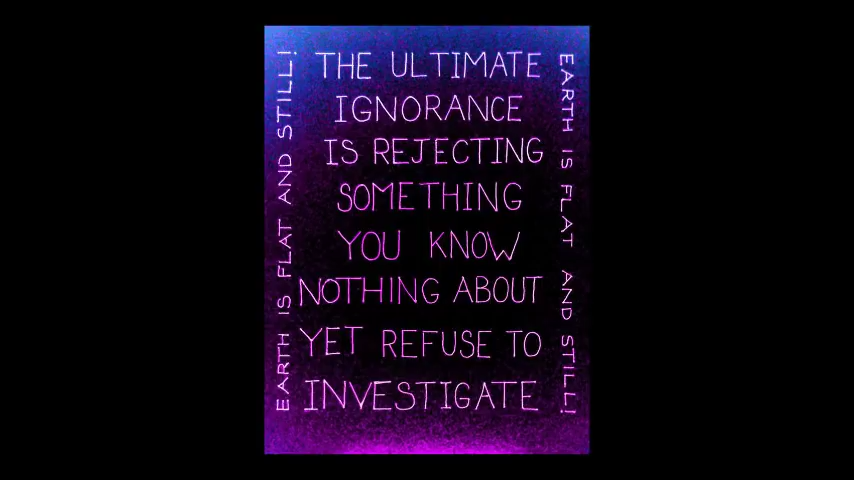 THE ULTIMATE
IGNORANCE
IS REJECTING
SOMETHING
YOU KNOW
NOTHING ABOUT
YET REFUSE TO
INVESTIGATE
EARTH IS FLAT AND STILL!
EARTH IS FLAT AND STILL!